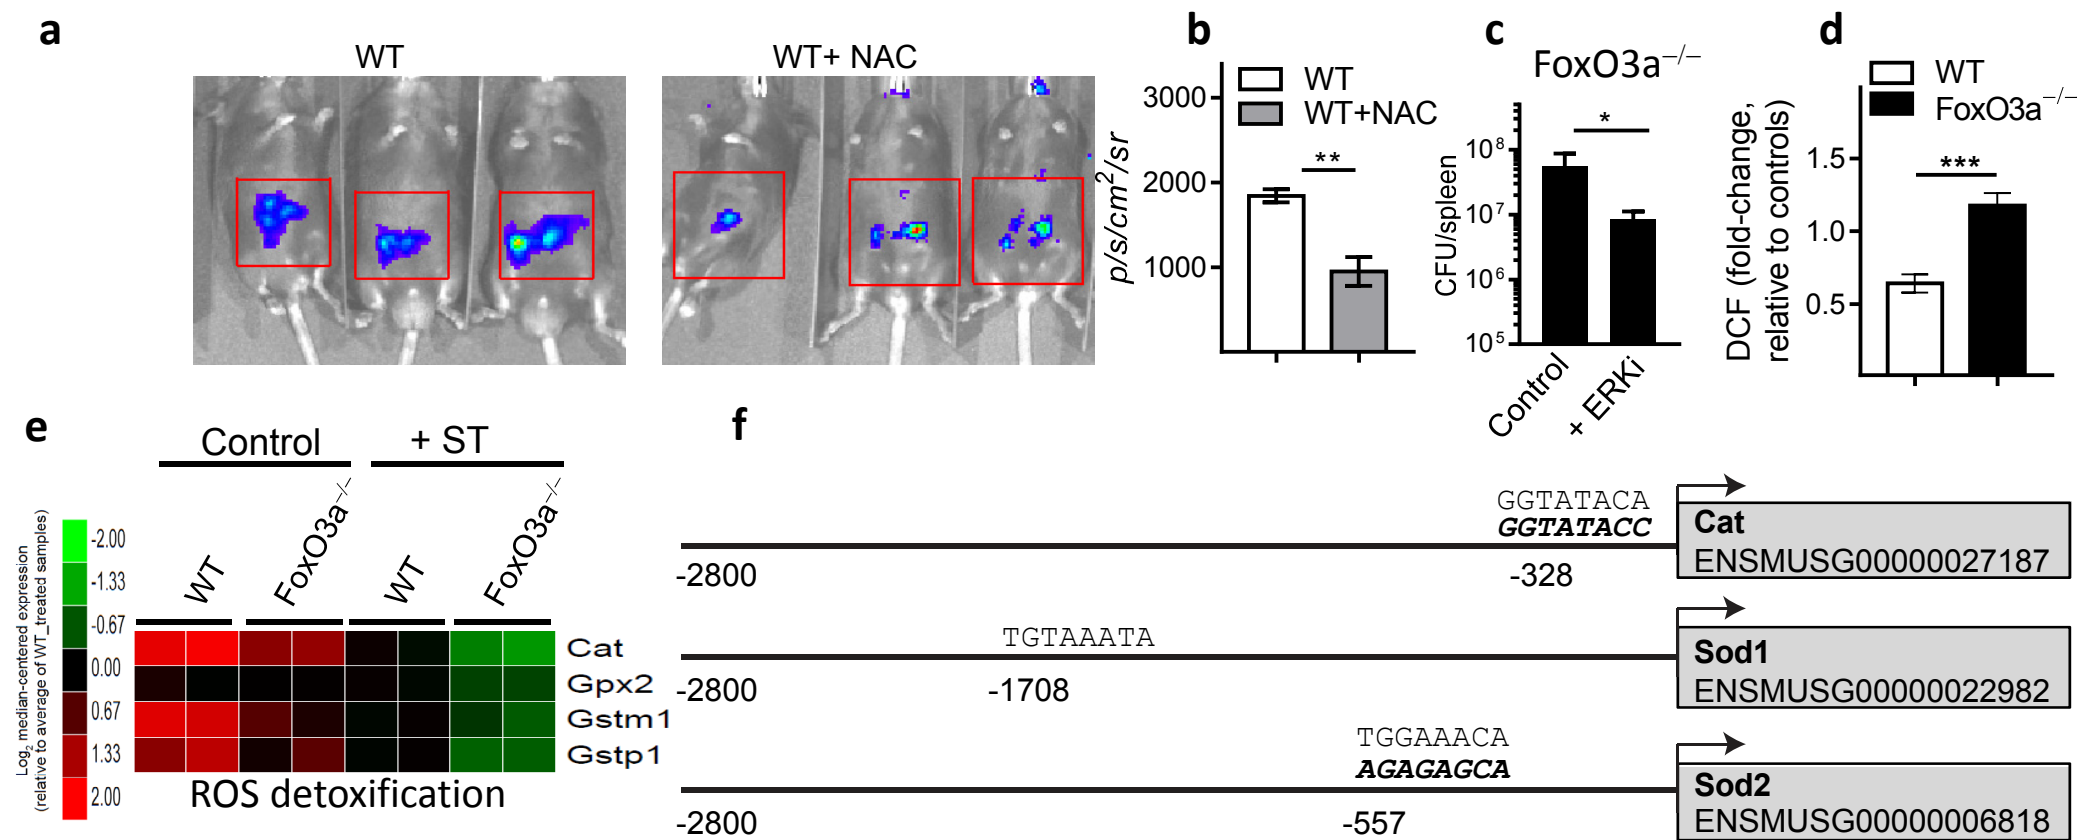 a
WT
WT+ NAC
b
WT
WT+NAC
3000
2000
1000
p/s/cm²/sr
**
c
FoxO3a−/−
*
CFU/spleen
10⁸
10⁷
10⁶
10⁵
Control
+ ERKi
d
WT
FoxO3a−/−
DCF (fold-change,
relative to controls)
1.5
1.0
0.5
***
e
Control
+ ST
WT
FoxO3a−/−
WT
FoxO3a−/−
Log₂ median-centered expression
(relative to average of WT_treated samples)
-2.00
-1.33
-0.67
0.00
0.67
1.33
2.00
Cat
Gpx2
Gstm1
Gstp1
ROS detoxification
f
GGTATACA
GGTATACC
-2800
-328
Cat
ENSMUSG00000027187
TGTAAATA
-2800
-1708
Sod1
ENSMUSG00000022982
TGGAAACA
AGAGAGCA
-2800
-557
Sod2
ENSMUSG00000006818